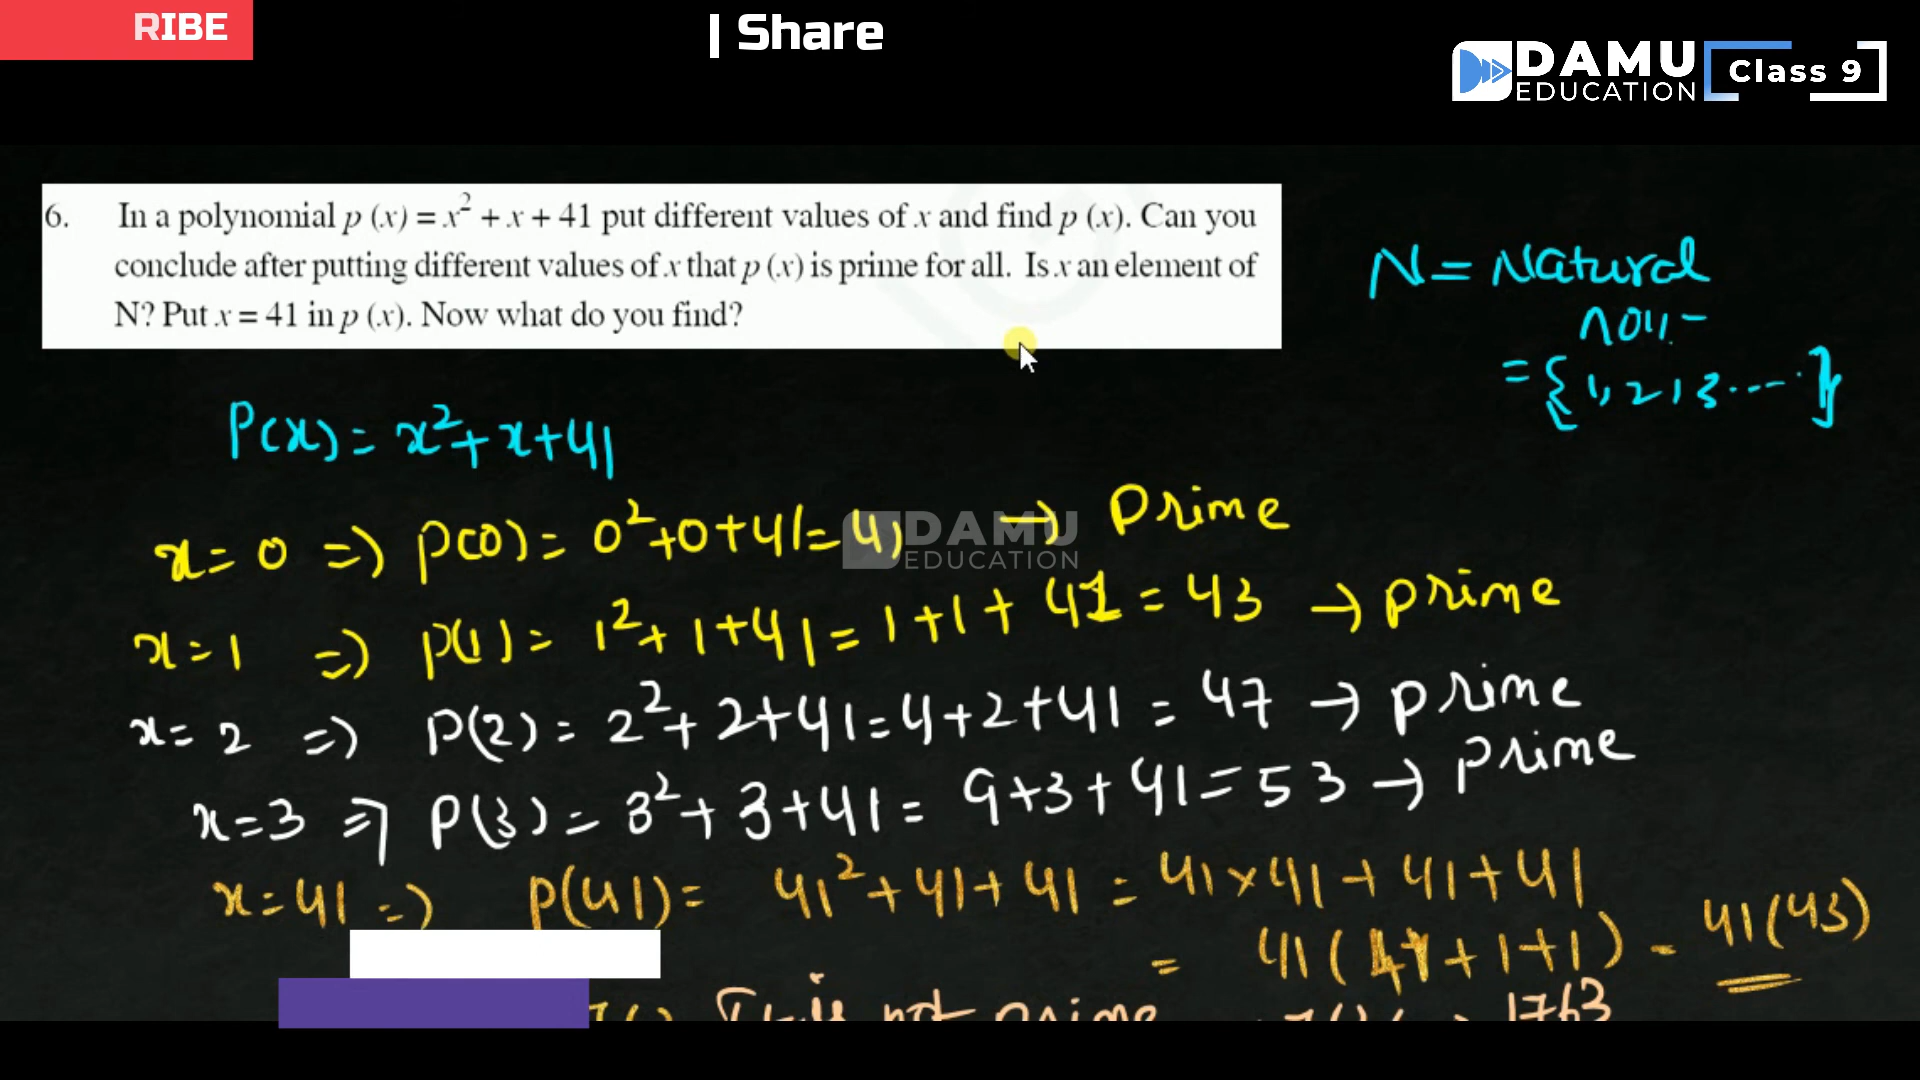 RIBE
| Share
DAMU
EDUCATION
Class 9
6. In a polynomial p (x) = x² + x + 41 put different values of x and find p (x). Can you
conclude after putting different values of x that p (x) is prime for all. Is x an element of
N? Put x = 41 in p (x). Now what do you find?
N = Natural
= {1, 2, 3 ----}
P(x) = x² + x + 41
x = 0 => P(0) = 0² + 0 + 41 = 41 → Prime
DAMU
EDUCATION
x = 1 => P(1) = 1² + 1 + 41 = 1 + 1 + 41 = 43 → prime
x = 2 => P(2) = 2² + 2 + 41 = 4 + 2 + 41 = 47 → prime
x = 3 => P(3) = 3² + 3 + 41 = 9 + 3 + 41 = 53 → prime
x = 41 => P(41) = 41² + 41 + 41 = 41 × 41 + 41 + 41
= 41(41 + 1 + 1) = 41(43)
not prime 1763